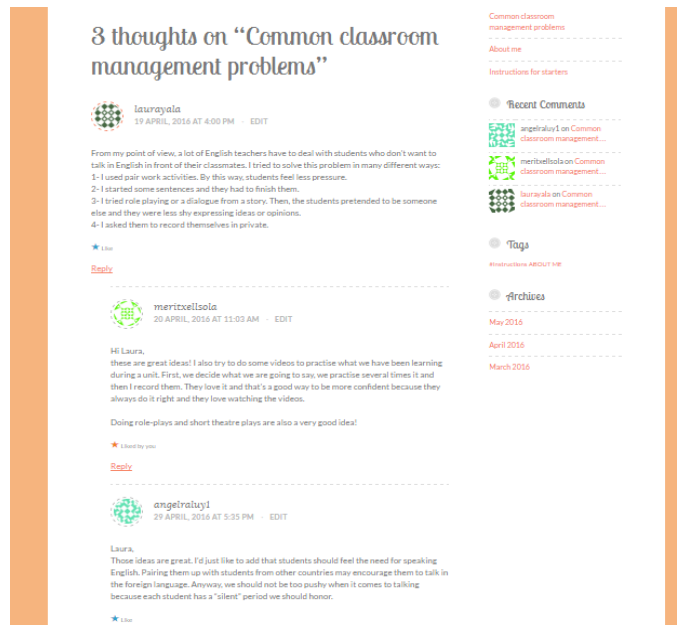 3 thoughts on “Common classroom
management problems”
laurayala
19 APRIL, 2016 AT 4:00 PM · EDIT
From my point of view, a lot of English teachers have to deal with students who don't want to
talk in English in front of their classmates. I tried to solve this problem in many different ways:
1- I used pair work activities. By this way, students feel less pressure.
2- I started some sentences and they had to finish them.
3- I tried role playing or a dialogue from a story. Then, the students pretended to be someone
else and they were less shy expressing ideas or opinions.
4- I asked them to record themselves in private.
Like
Reply
meritxellsola
20 APRIL, 2016 AT 11:03 AM · EDIT
Hi Laura,
these are great ideas! I also try to do some videos to practise what we have been learning
during a unit. First, we decide what we are going to say, we practise several times it and
then I record them. They love it and that's a good way to be more confident because they
always do it right and they love watching the videos.
Doing role-plays and short theatre plays are also a very good idea!
Liked by you
Reply
angelraluy1
29 APRIL, 2016 AT 5:35 PM · EDIT
Laura,
Those ideas are great. I'd just like to add that students should feel the need for speaking
English. Pairing them up with students from other countries may encourage them to talk in
the foreign language. Anyway, we should not be too pushy when it comes to talking
because each student has a “silent” period we should honor.
Like
Common classroom
management problems
About me
Instructions for starters
Recent Comments
angelraluy1 on Common
classroom management…
meritxellsola on Common
classroom management…
laurayala on Common
classroom management…
Tags
#Instructions ABOUT ME
Archives
May 2016
April 2016
March 2016